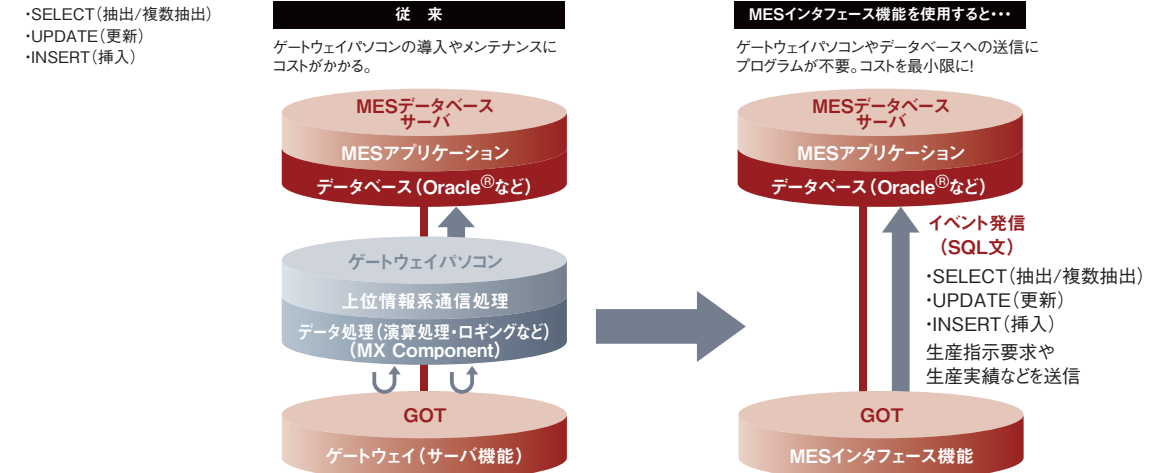 ・SELECT（抽出/複数抽出）
・UPDATE（更新）
・INSERT（挿入）
従　来
ゲートウェイパソコンの導入やメンテナンスに
コストがかかる。
MESデータベース
サーバ
MESアプリケーション
データベース（Oracle®など）
ゲートウェイパソコン
上位情報系通信処理
データ処理（演算処理・ロギングなど）
（MX Component）
GOT
ゲートウェイ（サーバ機能）
MESインタフェース機能を使用すると・・・
ゲートウェイパソコンやデータベースへの送信に
プログラムが不要。コストを最小限に!
MESデータベース
サーバ
MESアプリケーション
データベース（Oracle®など）
イベント発信
（SQL文）
・SELECT（抽出/複数抽出）
・UPDATE（更新）
・INSERT（挿入）
生産指示要求や
生産実績などを送信
GOT
MESインタフェース機能